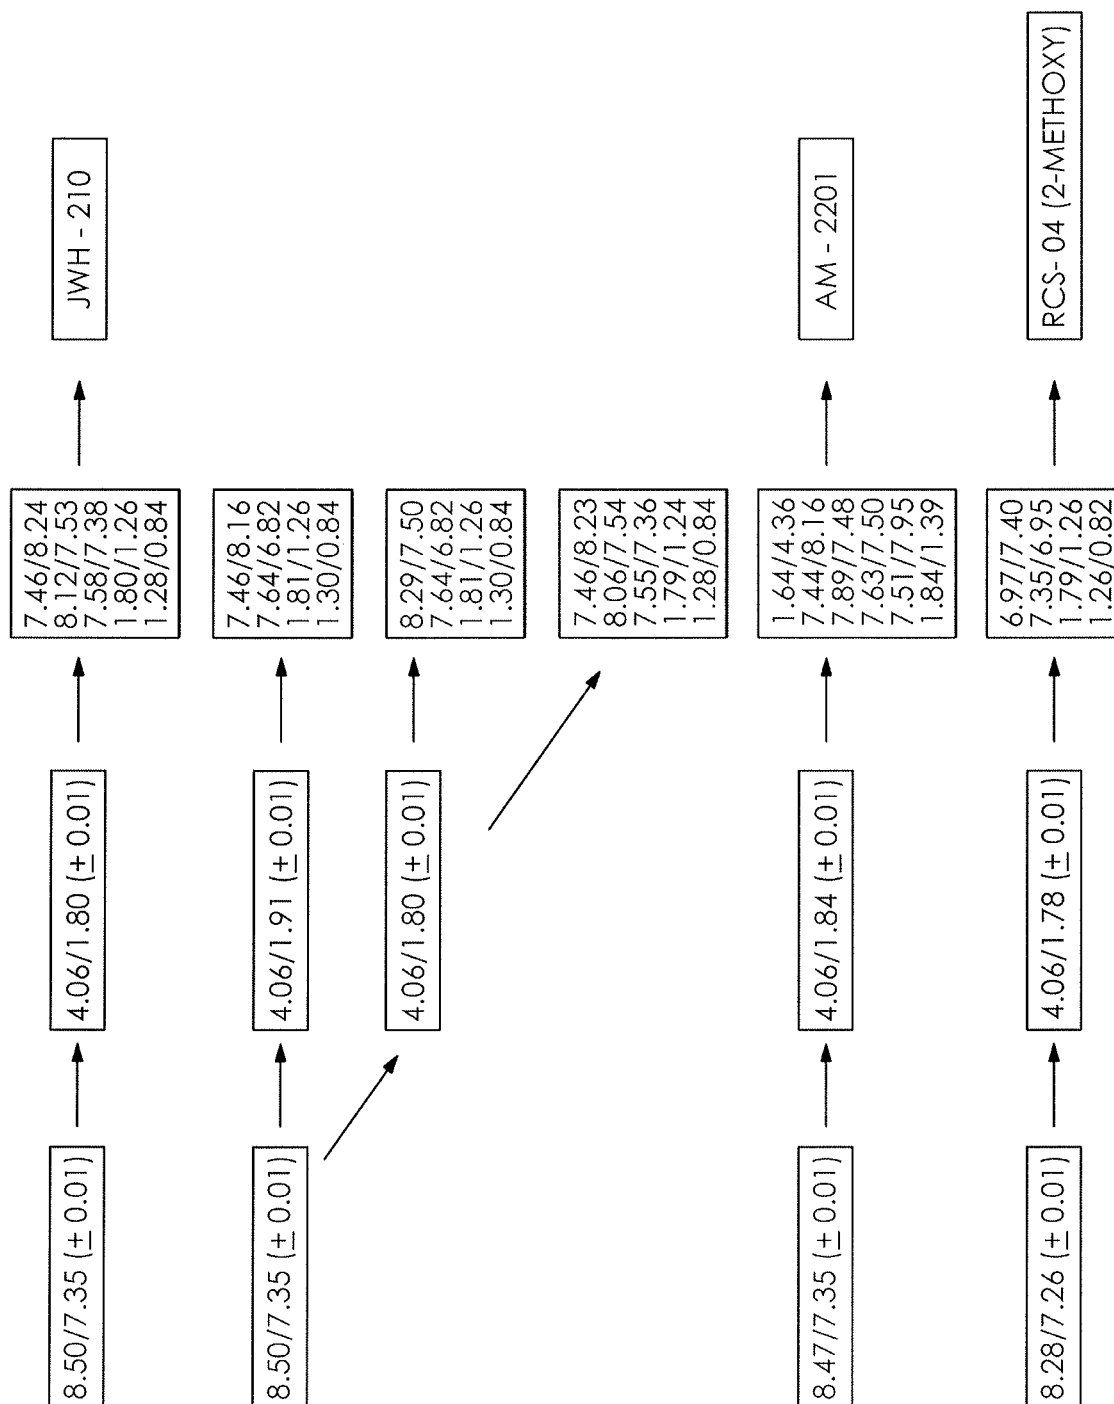 8.50/7.35 (± 0.01)
4.06/1.80 (± 0.01)
7.46/8.24
8.12/7.53
7.58/7.38
1.80/1.26
1.28/0.84
JWH - 210
8.50/7.35 (± 0.01)
4.06/1.91 (± 0.01)
7.46/8.16
7.64/6.82
1.81/1.26
1.30/0.84
4.06/1.80 (± 0.01)
8.29/7.50
7.64/6.82
1.81/1.26
1.30/0.84
7.46/8.23
8.06/7.54
7.55/7.36
1.79/1.24
1.28/0.84
8.47/7.35 (± 0.01)
4.06/1.84 (± 0.01)
1.64/4.36
7.44/8.16
7.89/7.48
7.63/7.50
7.51/7.95
1.84/1.39
AM - 2201
8.28/7.26 (± 0.01)
4.06/1.78 (± 0.01)
6.97/7.40
7.35/6.95
1.79/1.26
1.26/0.82
RCS- 04 (2-METHOXY)